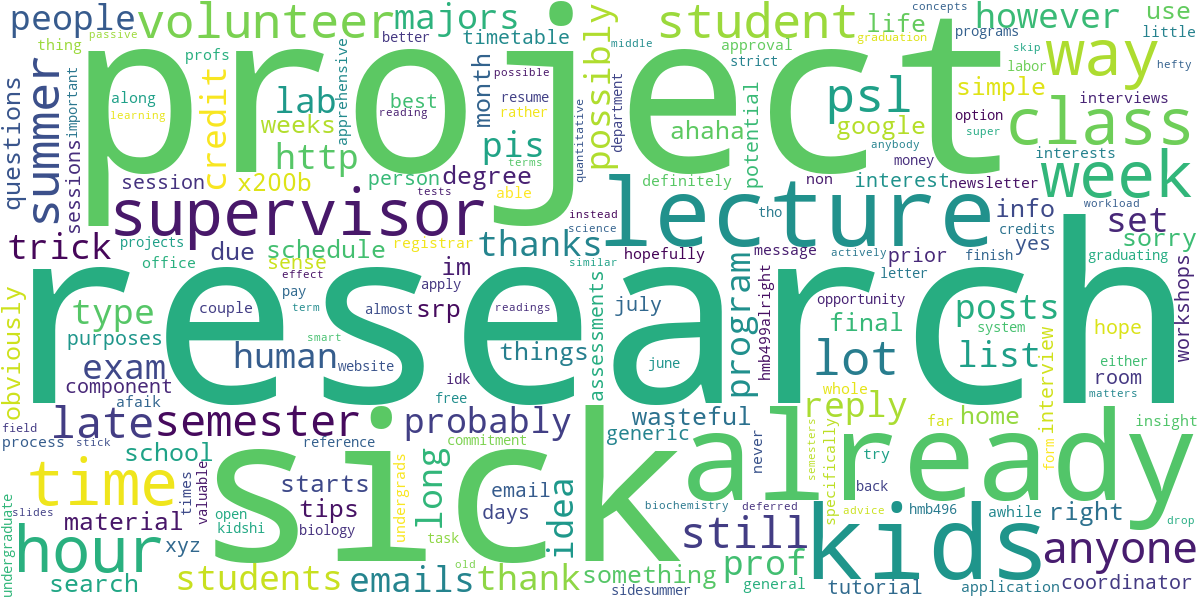 people
volunteer
majors
student
life
concepts
however
use
little
thing
passive
better
timetable
approval
programs
way
profs
middle
graduation
strict
skip
labor
hefty
project
questions
summer
important
sessions
along
learning
credit
lab
weeks
http
apprehensive
best
reading
month
possible
resume
rather
pis
possibly
quantitative
department
ahaha
potential
psl
google
simple
option
super
anybody
money
class
interviews
interests
week
session
x200b
person
degree
tests
terms
able
definitely
non
interest
newsletter
workload
supervisor
instead
science
lecture
tho
info
credits
yes
set
sorry
trick
projects
office
due
schedule
sense
effect
registrar
im
apply
thanks
similar
hopefully
message
actively
prior
letter
finish
graduating
workshops
obviously
type
purposes
couple
pay
term
smart
almost
srp
readings
assessments
july
june
program
hmb499alright
opportunity
final
posts
system
list
hope
either
research
exam
component
afaik
human
website
idk
free
things
lot
room
matters
interview
form
field
process
stick
late
semester
reference
probably
commitment
wasteful
generic
never
whole
reply
semesters
specifically
far
home
insight
school
time
times
valuable
starts
tips
biology
undergrads
long
email
days
task
idea
sick
already
try
back
hmb496
awhile
right
drop
undergraduate
slides
material
xyz
open
kidshi
biochemistry
deferred
advice
still
kids
anyone
hour
search
students
emails
old
thank
something
sidesummer
prof
general
tutorial
application
coordinator